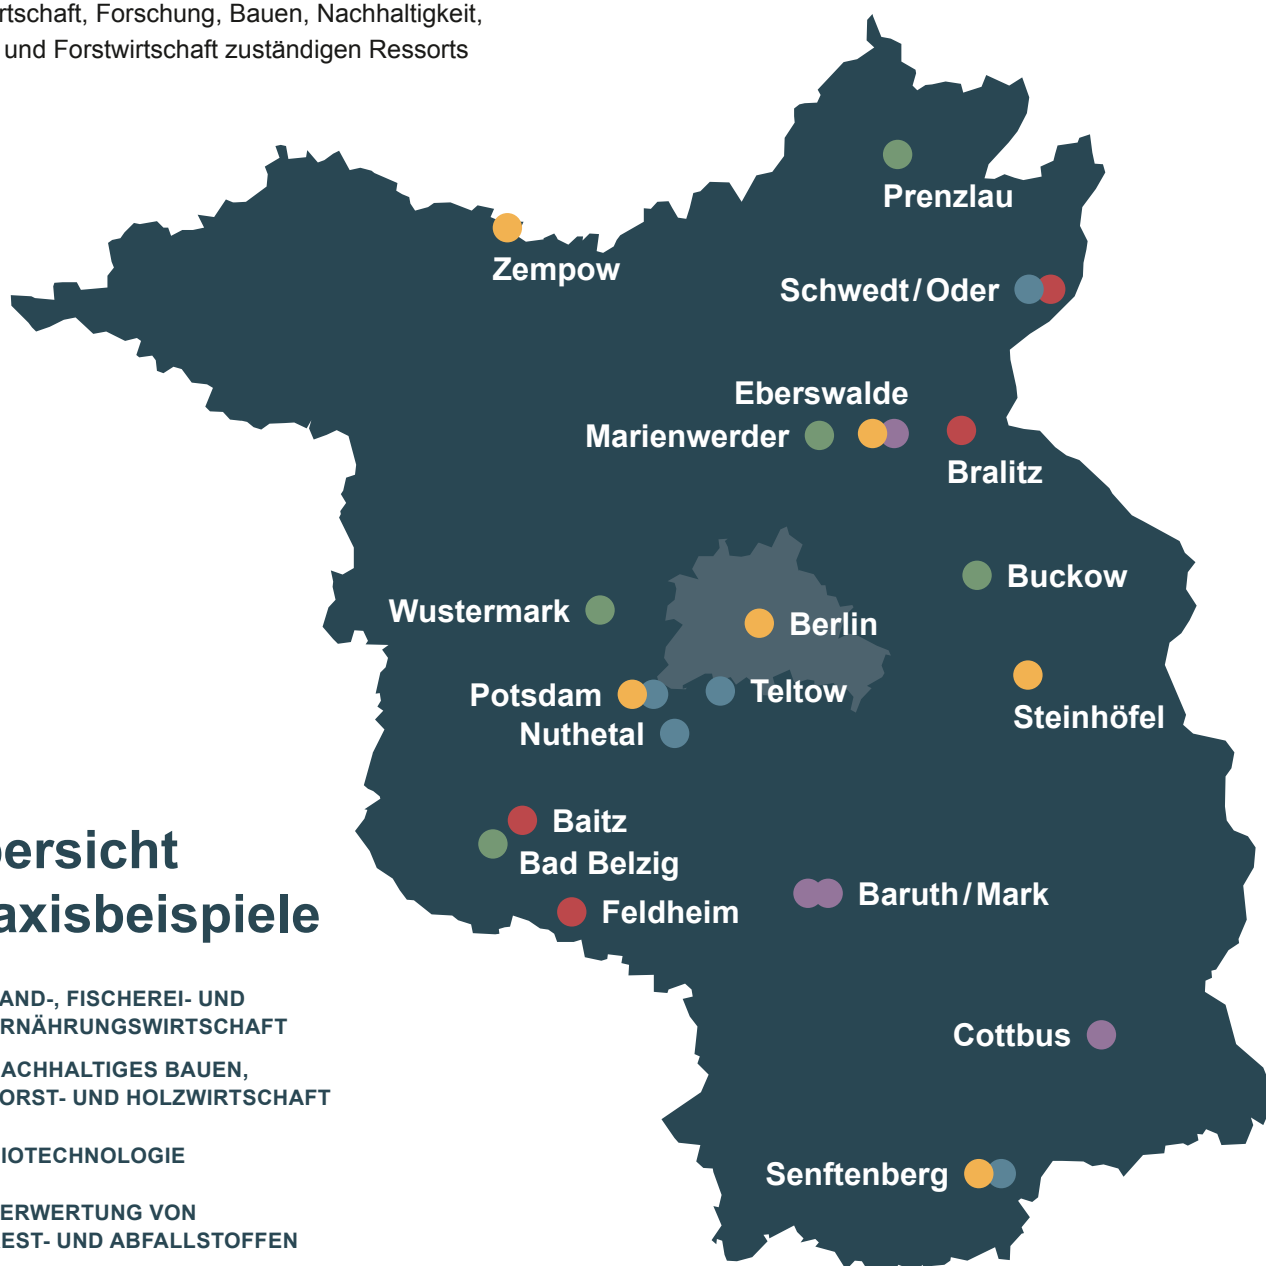 rtschaft, Forschung, Bauen, Nachhaltigkeit,
und Forstwirtschaft zuständigen Ressorts
Prenzlau
Zempow
Schwedt/Oder
Eberswalde
Marienwerder
Bralitz
Buckow
Wustermark
Berlin
Potsdam
Teltow
Steinhöfel
Nuthetal
Baitz
Bad Belzig
Feldheim
Baruth/Mark
Cottbus
Senftenberg
bersicht
axisbeispiele
AND-, FISCHEREI- UND
RNÄHRUNGSWIRTSCHAFT
ACHHALTIGES BAUEN,
ORST- UND HOLZWIRTSCHAFT
IOTECHNOLOGIE
ERWERTUNG VON
EST- UND ABFALLSTOFFEN